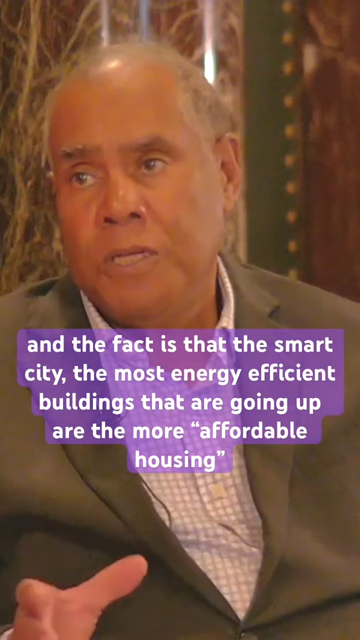 and the fact is that the smart
city, the most energy efficient
buildings that are going up
are the more “affordable
housing”